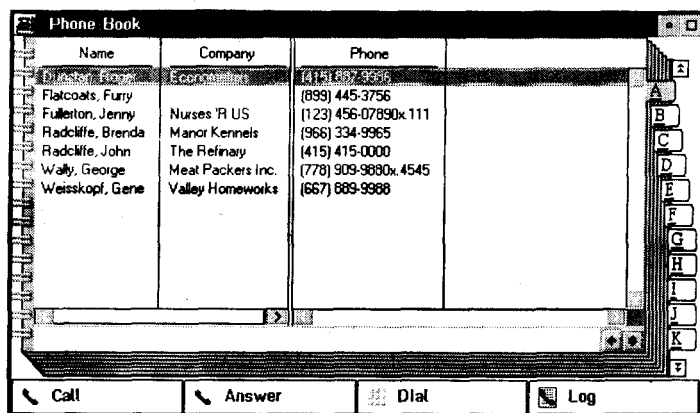 Phone Book
Name Company Phone
Flatcoats, Furry (899) 445-3756
Fullerton, Jenny Nurses 'R US (123) 456-07890x.111
Radcliffe, Brenda Manor Kennels (966) 334-9965
Radcliffe, John The Refinary (415) 415-0000
Wally, George Meat Packers Inc. (778) 909-9880x.4545
Weisskopf, Gene Valley Homeworks (667) 889-9988
A
B
C
D
E
F
G
H
I
J
K
Call Answer Dial Log